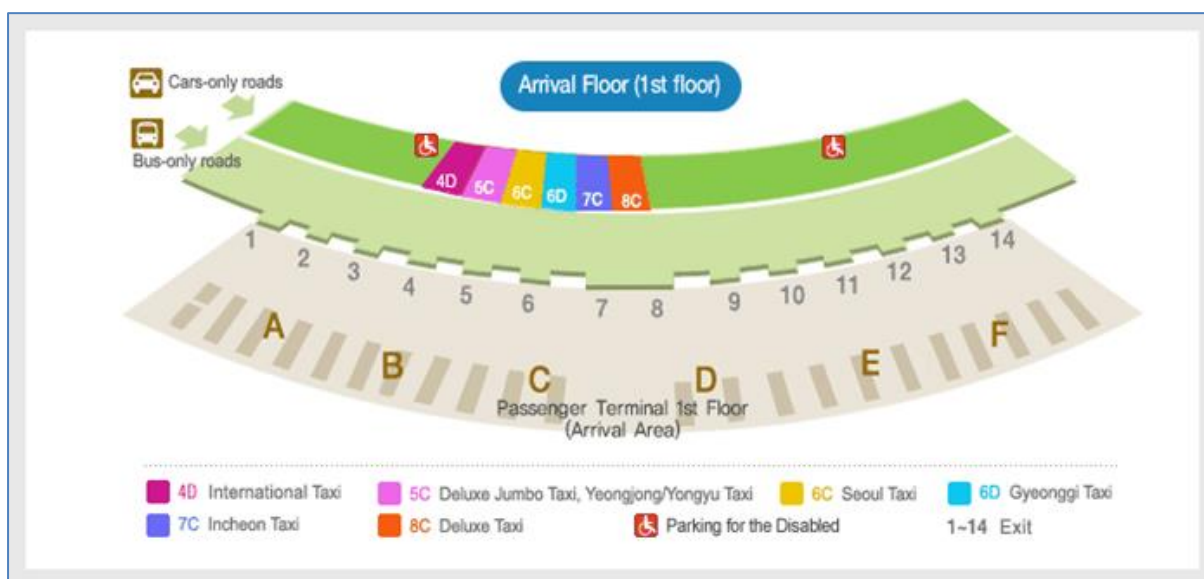 Arrival Floor (1st floor)
Cars-only roads
Bus-only roads
4D 5C 6C 6D 7C 8C
1 2 3 4 5 6 7 8 9 10 11 12 13 14
A B C D E F
Passenger Terminal 1st Floor
(Arrival Area)
4D International Taxi 5C Deluxe Jumbo Taxi, Yeongjong/Yongyu Taxi 6C Seoul Taxi 6D Gyeonggi Taxi
7C Incheon Taxi 8C Deluxe Taxi Parking for the Disabled 1~14 Exit